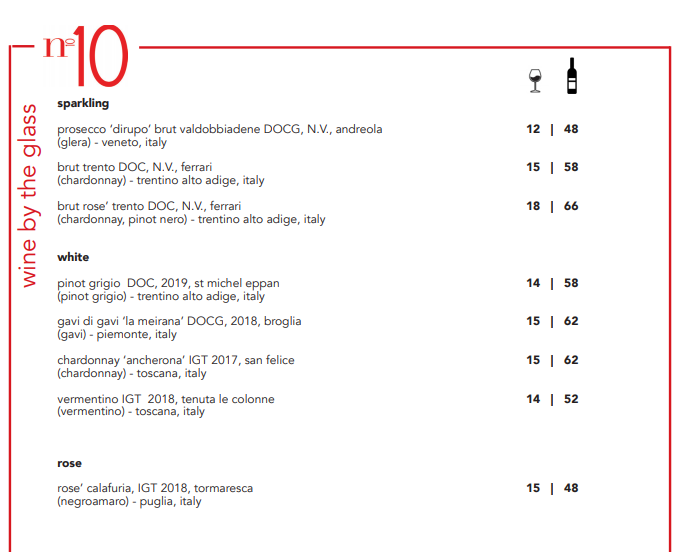 nº10
wine by the glass
sparkling
prosecco ‘dirupo’ brut valdobbiadene DOCG, N.V., andreola 12 | 48
(glera) - veneto, italy
brut trento DOC, N.V., ferrari 15 | 58
(chardonnay) - trentino alto adige, italy
brut rose’ trento DOC, N.V., ferrari 18 | 66
(chardonnay, pinot nero) - trentino alto adige, italy
white
pinot grigio  DOC, 2019, st michel eppan 14 | 58
(pinot grigio) - trentino alto adige, italy
gavi di gavi ‘la meirana’ DOCG, 2018, broglia 15 | 62
(gavi) - piemonte, italy
chardonnay ‘ancherona’ IGT 2017, san felice 15 | 62
(chardonnay) - toscana, italy
vermentino IGT  2018, tenuta le colonne 14 | 52
(vermentino) - toscana, italy
rose
rose’ calafuria, IGT 2018, tormaresca 15 | 48
(negroamaro) - puglia, italy